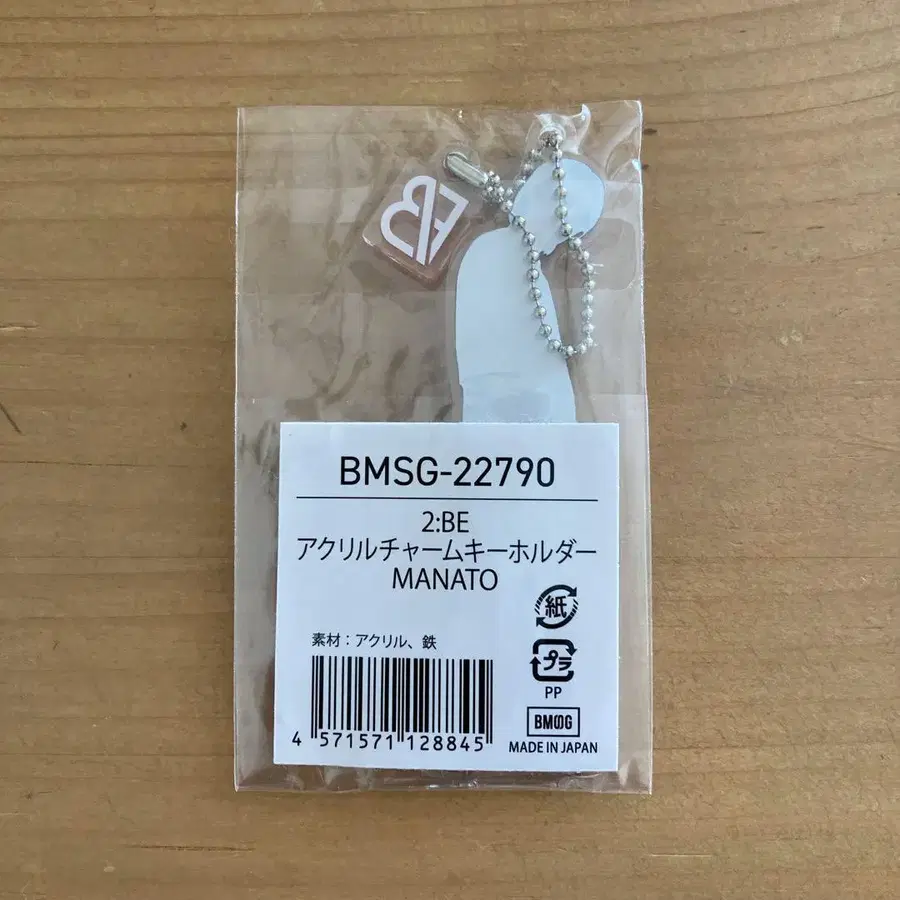 BMSG-22790
2:BE
アクリルチャームキーホルダー
MANATO
紙
素材：アクリル、鉄
プラ
PP
BMSG
4 571571 128845
MADE IN JAPAN